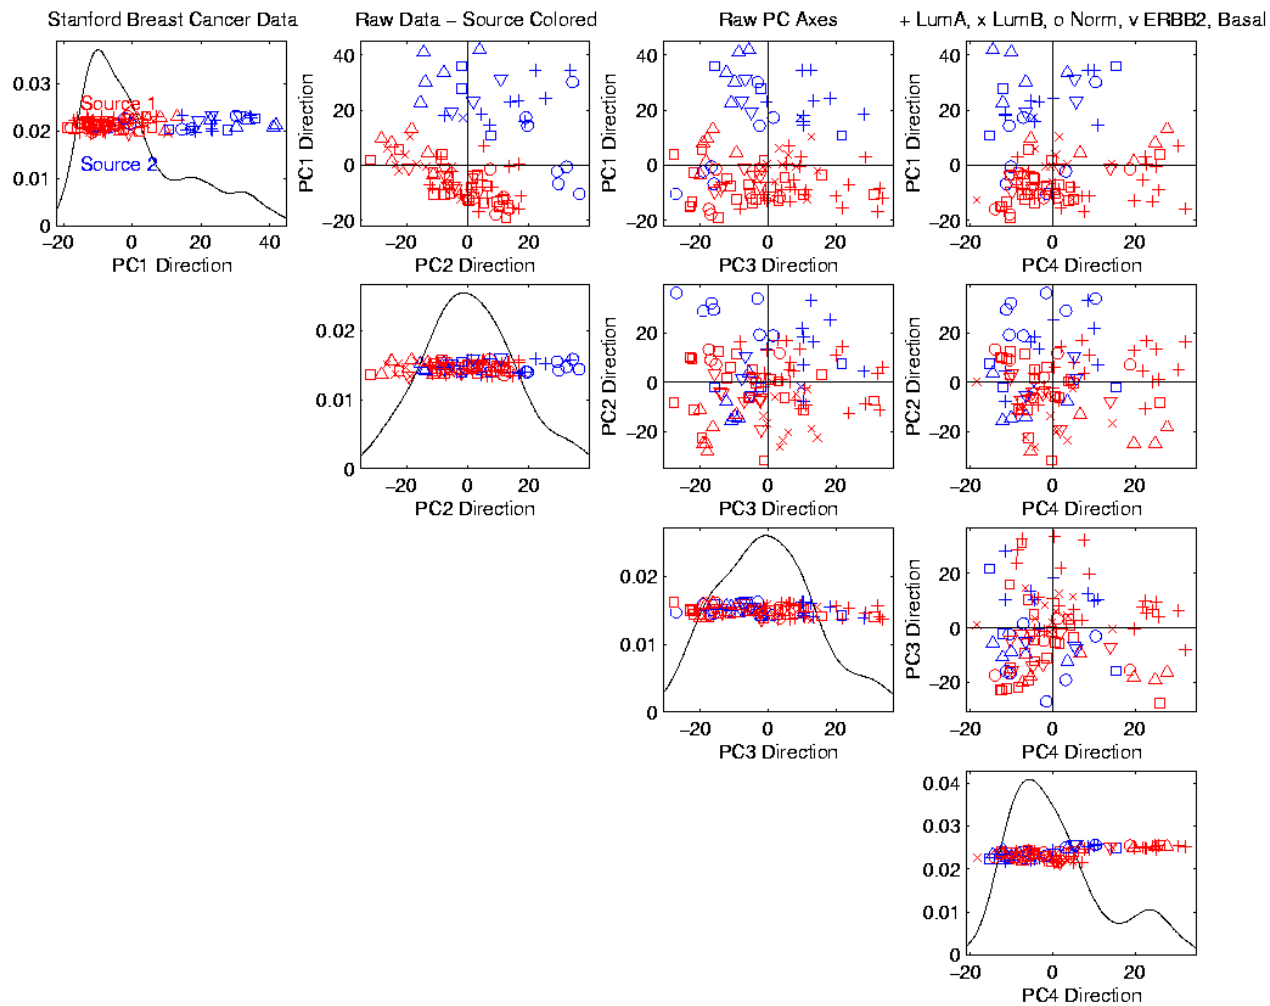 Stanford Breast Cancer Data
Raw Data − Source Colored
Raw PC Axes
+ LumA, x LumB, o Norm, v ERBB2, Basal
0.03
0.02
0.01
0
Source 1
Source 2
−20 0 20 40
PC1 Direction
PC1 Direction
40
20
0
−20
−20 0 20
PC2 Direction
PC1 Direction
40
20
0
−20
−20 0 20
PC3 Direction
PC1 Direction
40
20
0
−20
−20 0 20
PC4 Direction
0.02
0.01
0
−20 0 20
PC2 Direction
PC2 Direction
20
0
−20
−20 0 20
PC3 Direction
PC2 Direction
20
0
−20
−20 0 20
PC4 Direction
0.02
0.01
0
−20 0 20
PC3 Direction
PC3 Direction
20
0
−20
−20 0 20
PC4 Direction
0.04
0.03
0.02
0.01
0
−20 0 20
PC4 Direction